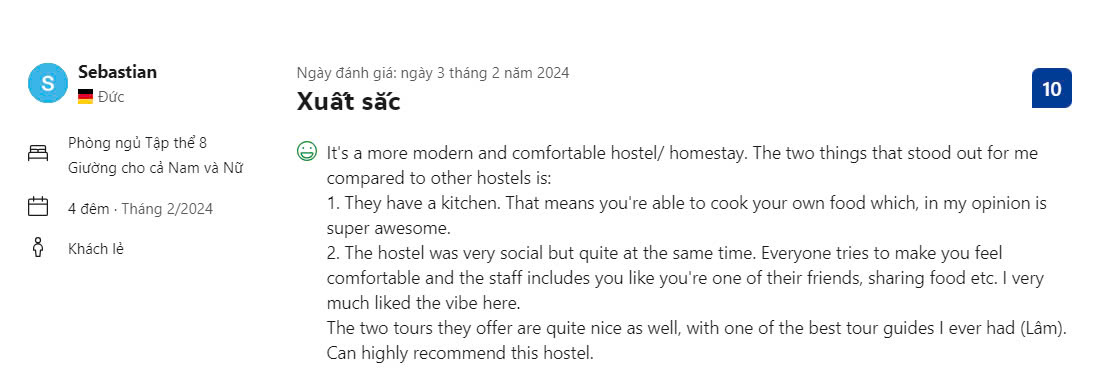 S
Sebastian
Đức
Phòng ngủ Tập thể 8
Giường cho cả Nam và Nữ
4 đêm · Tháng 2/2024
Khách lẻ
Ngày đánh giá: ngày 3 tháng 2 năm 2024
Xuất sắc
10
It's a more modern and comfortable hostel/ homestay. The two things that stood out for me
compared to other hostels is:
1. They have a kitchen. That means you're able to cook your own food which, in my opinion is
super awesome.
2. The hostel was very social but quite at the same time. Everyone tries to make you feel
comfortable and the staff includes you like you're one of their friends, sharing food etc. I very
much liked the vibe here.
The two tours they offer are quite nice as well, with one of the best tour guides I ever had (Lâm).
Can highly recommend this hostel.